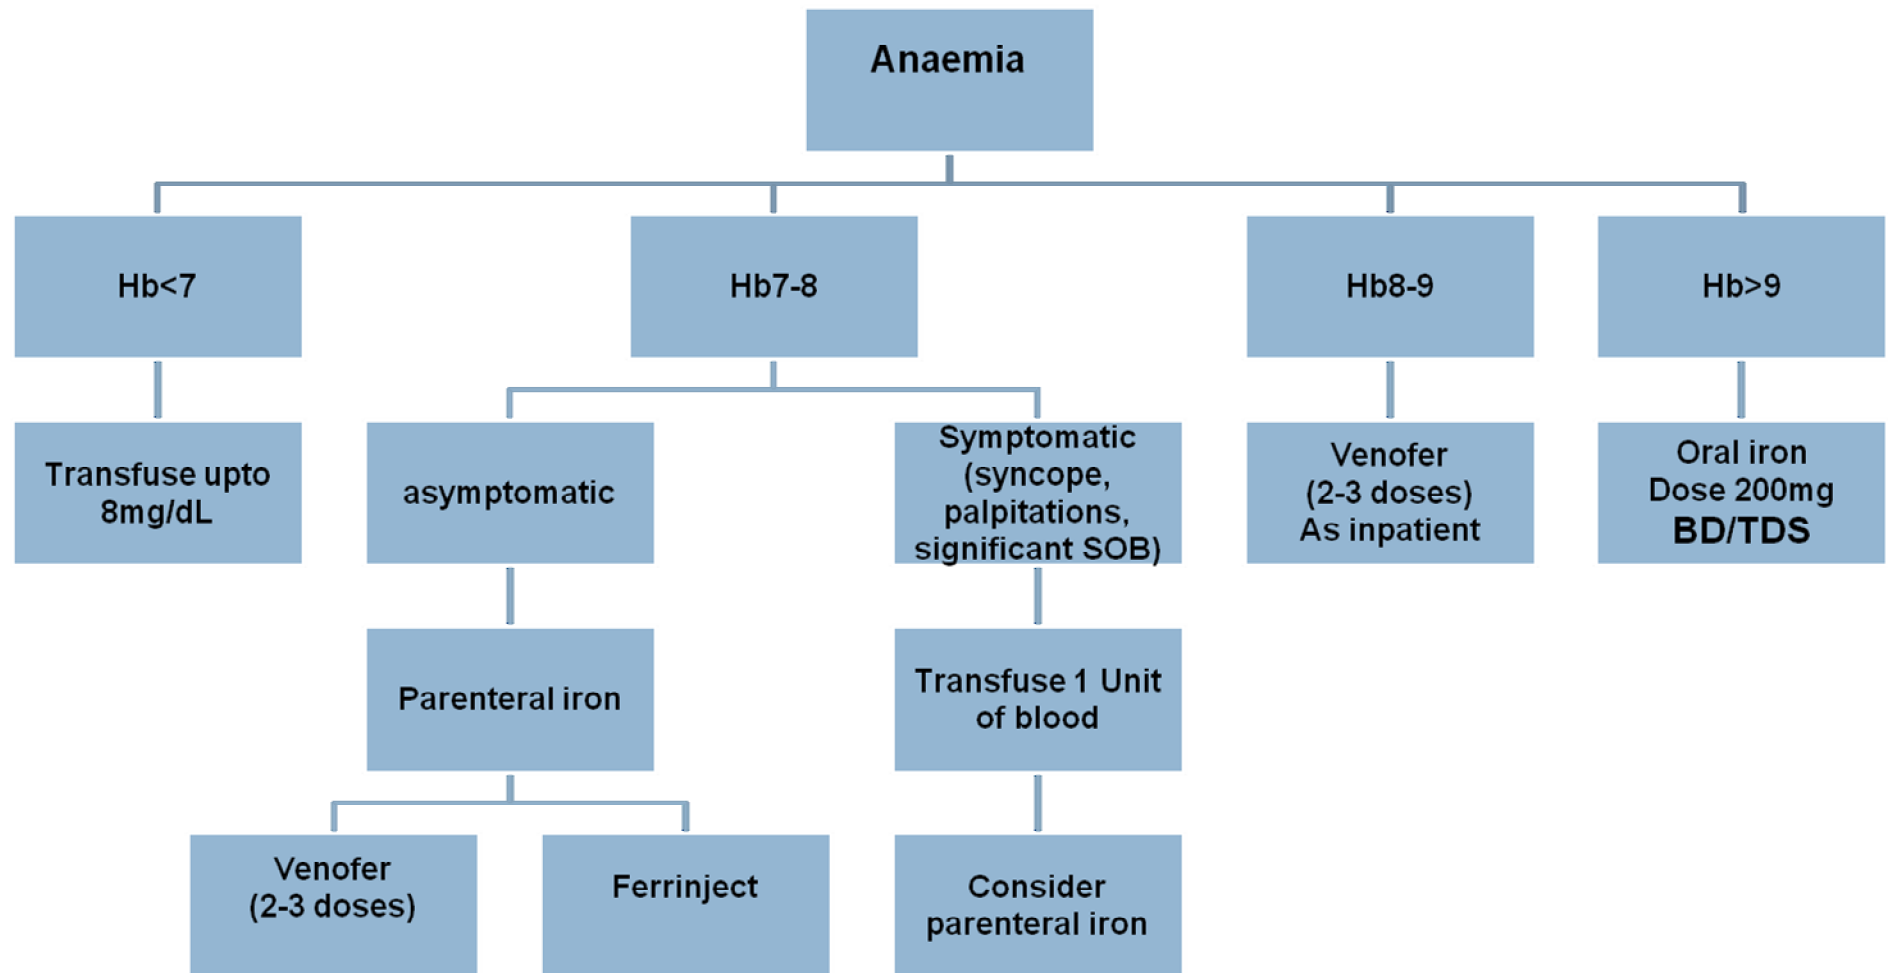 Anaemia
Hb<7
Hb7-8
Hb8-9
Hb>9
Transfuse upto
8mg/dL
asymptomatic
Symptomatic
(syncope,
palpitations,
significant SOB)
Venofer
(2-3 doses)
As inpatient
Oral iron
Dose 200mg
BD/TDS
Parenteral iron
Transfuse 1 Unit
of blood
Venofer
(2-3 doses)
Ferrinject
Consider
parenteral iron